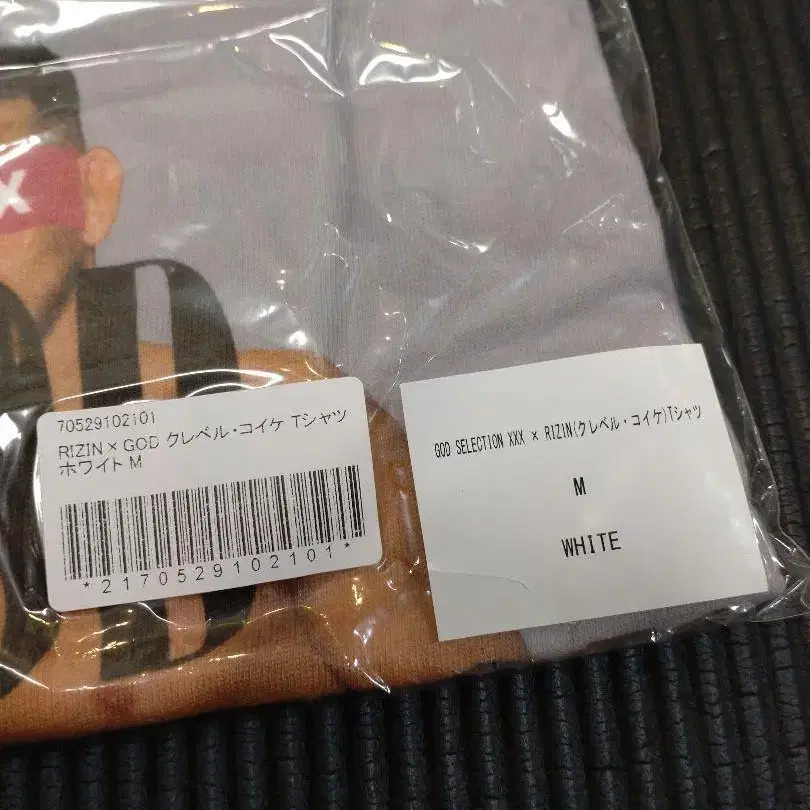 X
70529102101
RIZIN×GOD クレベル・コイケ Tシャツ
ホワイト M
*2170529102101*
GOD SELECTION XXX × RIZIN(クレベル・コイケ)Tシャツ
M
WHITE